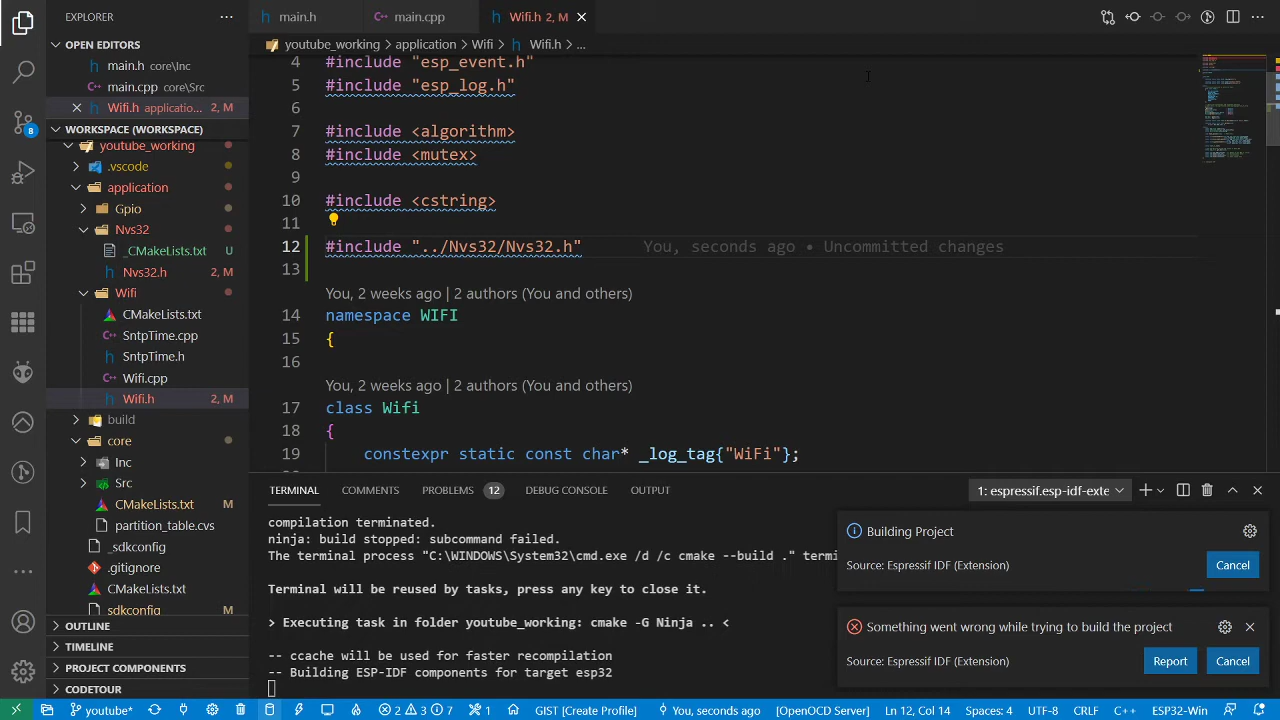 EXPLORER
OPEN EDITORS
main.h core\Inc
main.cpp core\Src
Wifi.h applicatio... 2, M
WORKSPACE (WORKSPACE)
youtube_working
.vscode
application
Gpio
Nvs32
_CMakeLists.txt U
Nvs32.h 2, M
Wifi
CMakeLists.txt
SntpTime.cpp
SntpTime.h
Wifi.cpp
Wifi.h 2, M
build
core
Inc
Src
CMakeLists.txt M
partition_table.cvs
_sdkconfig
.gitignore
CMakeLists.txt
sdkconfig
OUTLINE
TIMELINE
PROJECT COMPONENTS
CODETOUR
8
main.h
main.cpp
Wifi.h 2, M
youtube_working > application > Wifi > Wifi.h > ...
4 #include "esp_event.h"
5 #include "esp_log.h"
6
7 #include <algorithm>
8 #include <mutex>
9
10 #include <cstring>
11
12 #include "../Nvs32/Nvs32.h" You, seconds ago • Uncommitted changes
13
You, 2 weeks ago | 2 authors (You and others)
14 namespace WIFI
15 {
16
You, 2 weeks ago | 2 authors (You and others)
17 class Wifi
18 {
19 constexpr static const char* _log_tag{"WiFi"};
TERMINAL COMMENTS PROBLEMS 12 DEBUG CONSOLE OUTPUT
1: espressif.esp-idf-exte
compilation terminated.
ninja: build stopped: subcommand failed.
The terminal process "C:\WINDOWS\System32\cmd.exe /d /c cmake --build ." termi
Terminal will be reused by tasks, press any key to close it.
> Executing task in folder youtube_working: cmake -G Ninja .. <
-- ccache will be used for faster recompilation
-- Building ESP-IDF components for target esp32
Building Project
Source: Espressif IDF (Extension)
Cancel
Something went wrong while trying to build the project
Source: Espressif IDF (Extension)
Report
Cancel
youtube* 2 3 1 GIST [Create Profile] You, seconds ago [OpenOCD Server] Ln 12, Col 14 Spaces: 4 UTF-8 CRLF C++ ESP32-Win